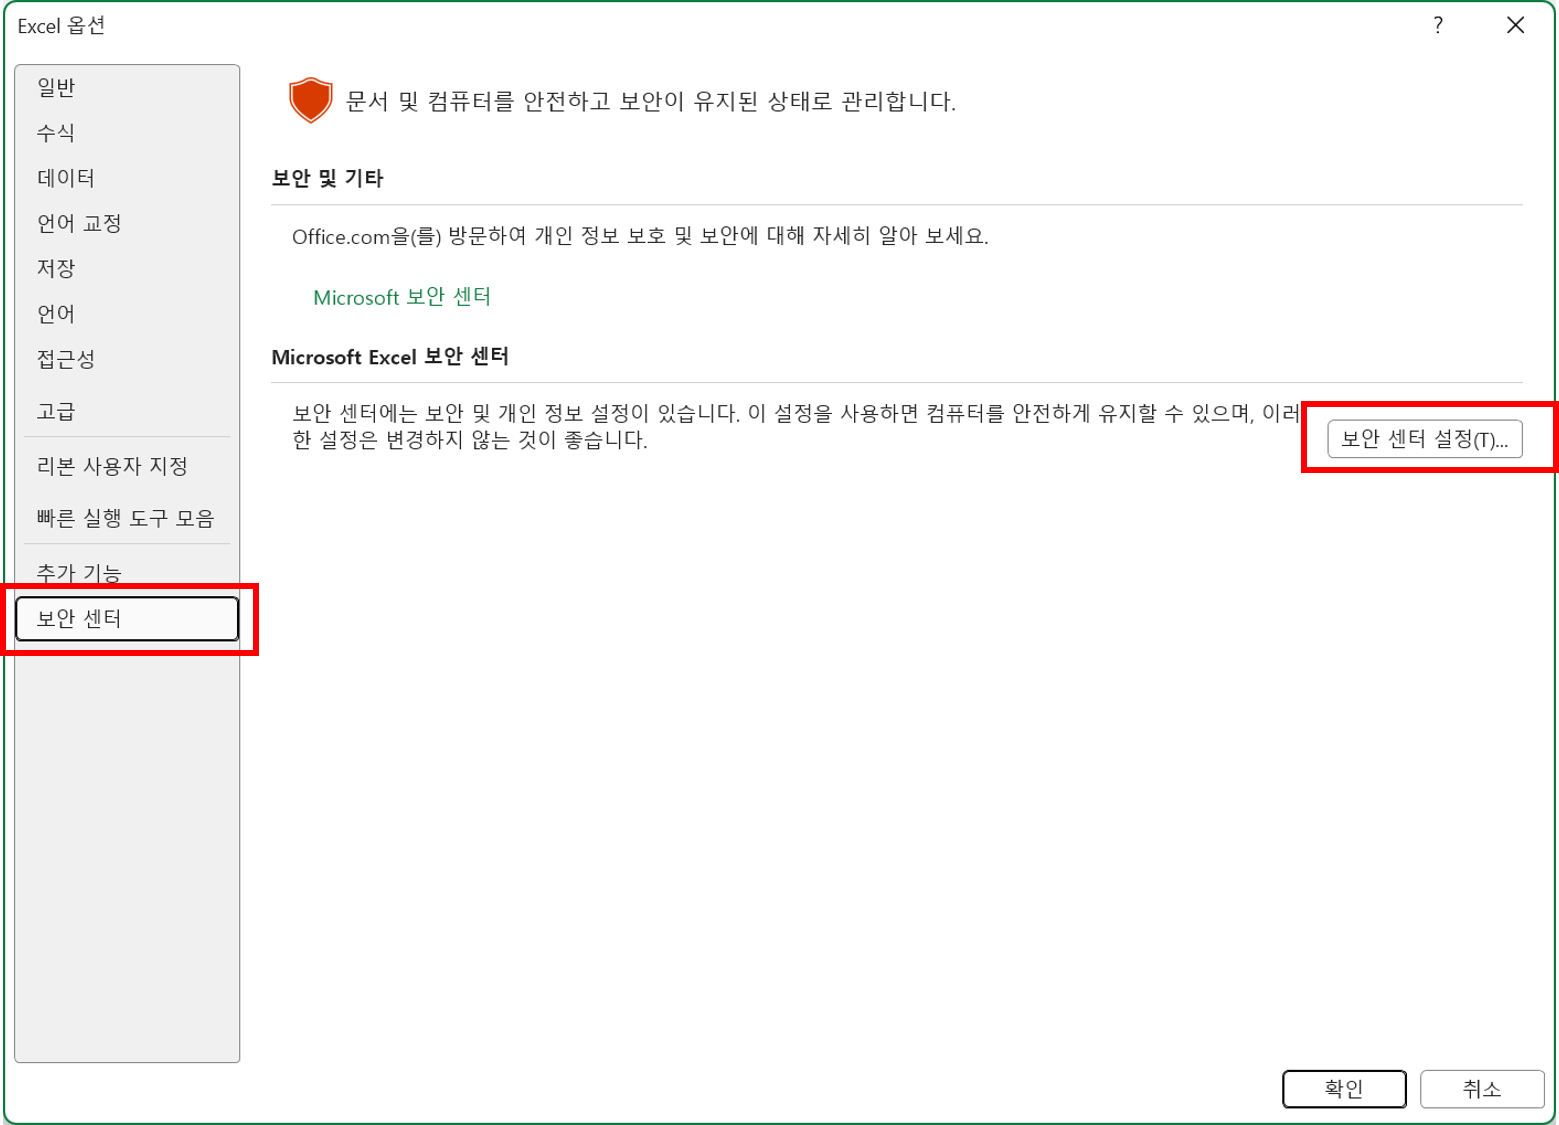 Excel 옵션
?
일반
수식
데이터
언어 교정
저장
언어
접근성
고급
리본 사용자 지정
빠른 실행 도구 모음
추가 기능
보안 센터
문서 및 컴퓨터를 안전하고 보안이 유지된 상태로 관리합니다.
보안 및 기타
Office.com을(를) 방문하여 개인 정보 보호 및 보안에 대해 자세히 알아 보세요.
Microsoft 보안 센터
Microsoft Excel 보안 센터
보안 센터에는 보안 및 개인 정보 설정이 있습니다. 이 설정을 사용하면 컴퓨터를 안전하게 유지할 수 있으며, 이러
한 설정은 변경하지 않는 것이 좋습니다.
보안 센터 설정(T)...
확인
취소